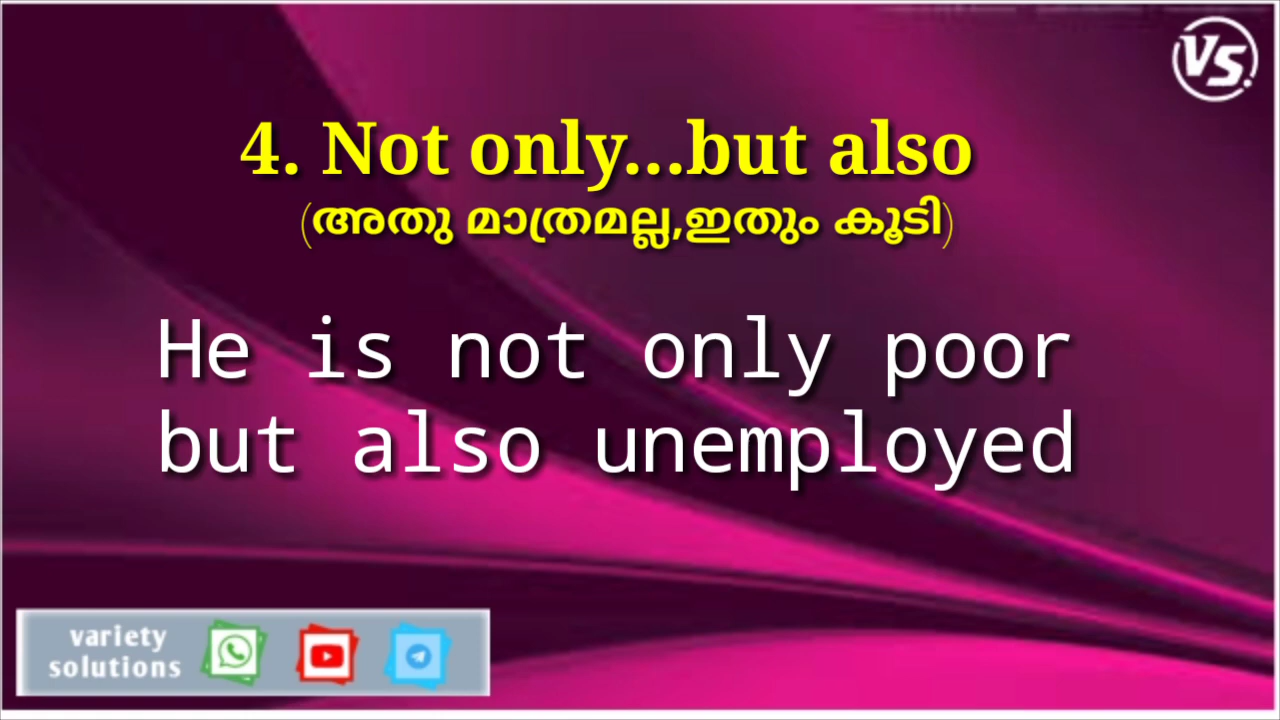 VS.
4. Not only...but also
(അതു മാത്രമല്ല,ഇതും കൂടി)
He is not only poor
but also unemployed
variety
solutions